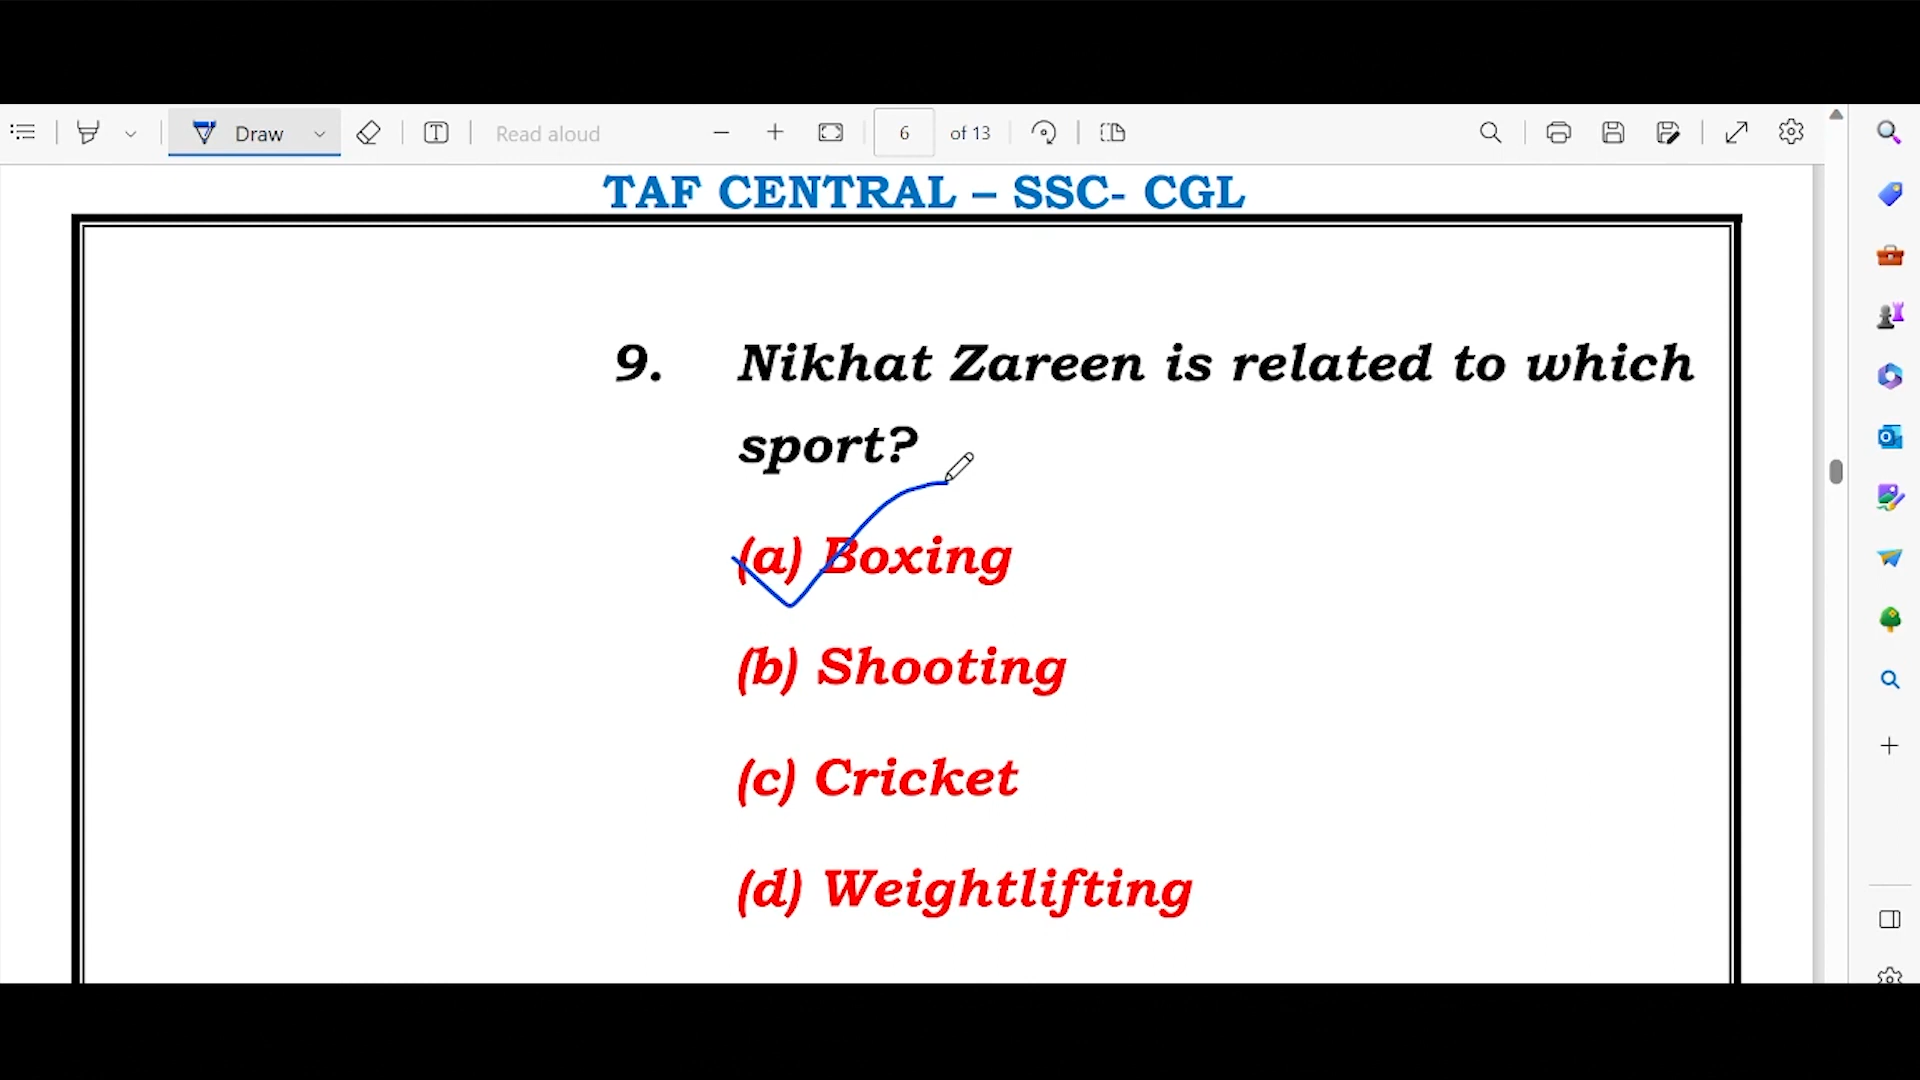 Draw
Read aloud
6 of 13
TAF CENTRAL – SSC- CGL
9. Nikhat Zareen is related to which
sport?
(a) Boxing
(b) Shooting
(c) Cricket
(d) Weightlifting